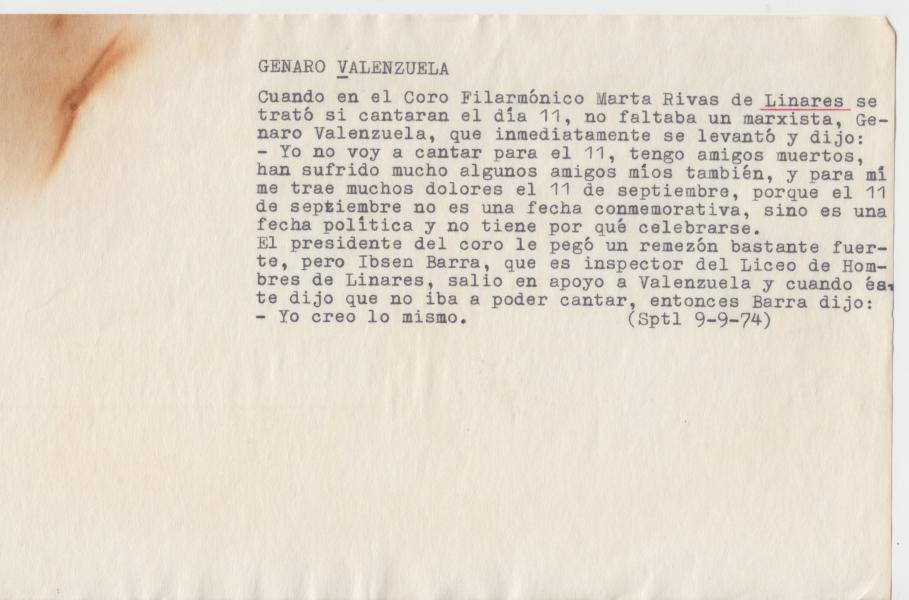 GENARO VALENZUELA
Cuando en el Coro Filarmónico Marta Rivas de Linares se
trató si cantaran el día 11, no faltaba un marxista, Ge-
naro Valenzuela, que inmediatamente se levantó y dijo:
- Yo no voy a cantar para el 11, tengo amigos muertos,
han sufrido mucho algunos amigos míos también, y para mí
me trae muchos dolores el 11 de septiembre, porque el 11
de septiembre no es una fecha conmemorativa, sino es una
fecha política y no tiene por qué celebrarse.
El presidente del coro le pegó un remezón bastante fuer-
te, pero Ibsen Barra, que es inspector del Liceo de Hom-
bres de Linares, salio en apoyo a Valenzuela y cuando és-
te dijo que no iba a poder cantar, entonces Barra dijo:
- Yo creo lo mismo. (Sptl 9-9-74)